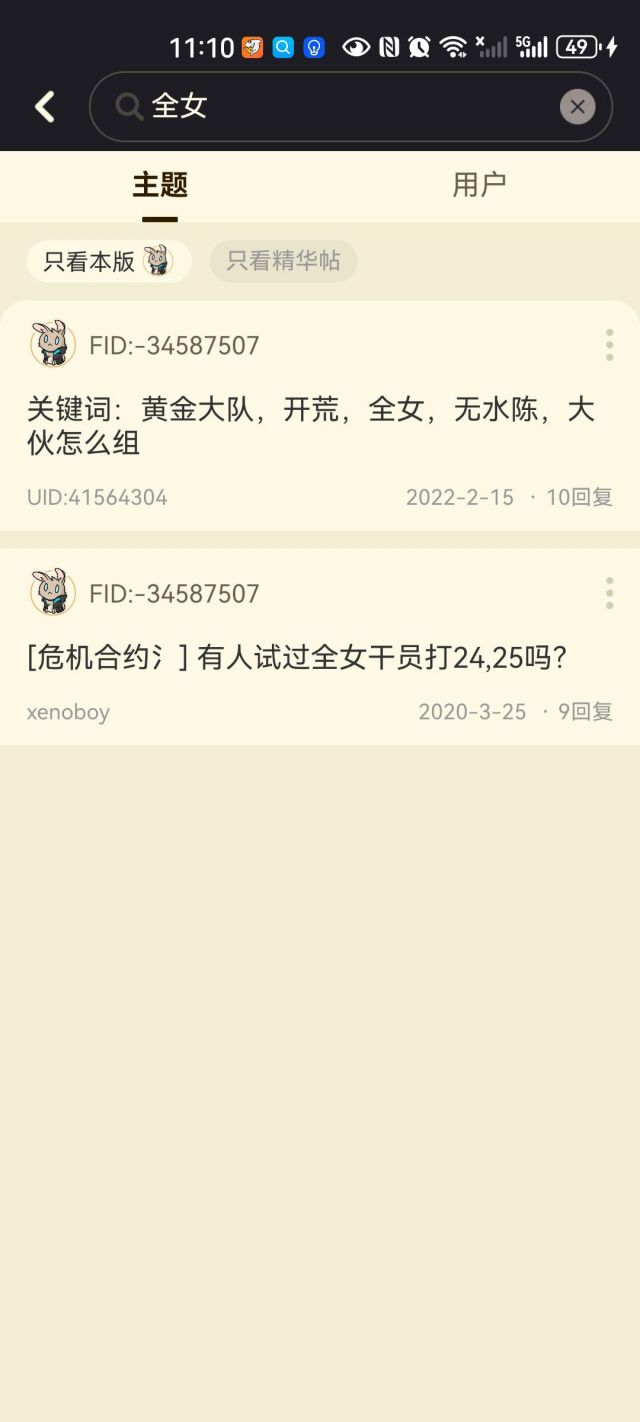 11:10
5G
49
全女
主题
用户
只看本版
只看精华帖
FID:-34587507
关键词：黄金大队，开荒，全女，无水陈，大
伙怎么组
UID:41564304
2022-2-15 · 10回复
FID:-34587507
[危机合约氵] 有人试过全女干员打24,25吗？
xenoboy
2020-3-25 · 9回复